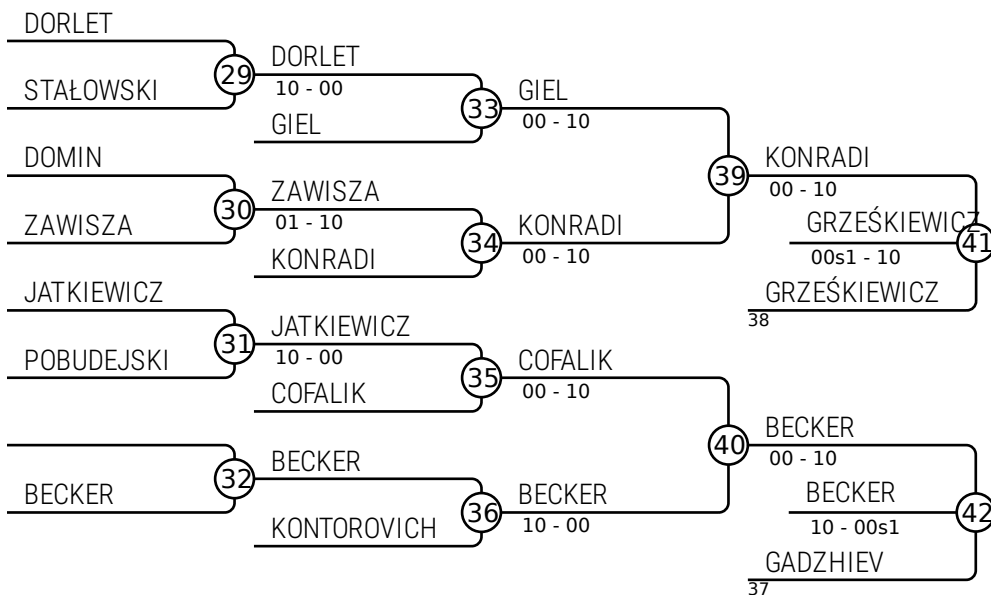 DORLET
STAŁOWSKI
29
DORLET
10 - 00
GIEL
33
GIEL
00 - 10
DOMIN
ZAWISZA
30
ZAWISZA
01 - 10
KONRADI
34
KONRADI
00 - 10
39
KONRADI
00 - 10
GRZEŚKIEWICZ
00s1 - 10
41
GRZEŚKIEWICZ
38
JATKIEWICZ
POBUDEJSKI
31
JATKIEWICZ
10 - 00
COFALIK
35
COFALIK
00 - 10
BECKER
32
BECKER
KONTOROVICH
36
BECKER
10 - 00
40
BECKER
00 - 10
BECKER
10 - 00s1
42
GADZHIEV
37